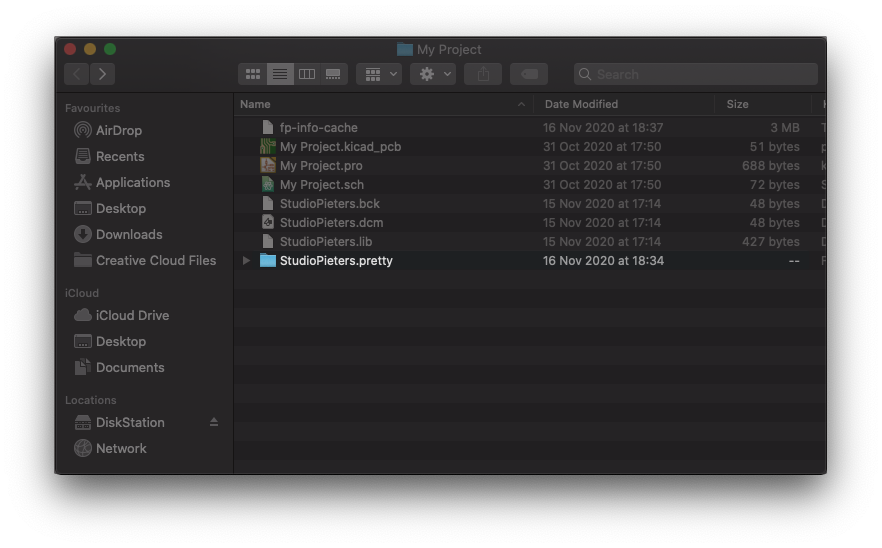 My Project
Search
Favourites
AirDrop
Recents
Applications
Desktop
Downloads
Creative Cloud Files
iCloud
iCloud Drive
Desktop
Documents
Locations
DiskStation
Network
Name Date Modified Size
fp-info-cache 16 Nov 2020 at 18:37 3 MB
My Project.kicad_pcb 31 Oct 2020 at 17:50 51 bytes
My Project.pro 31 Oct 2020 at 17:50 688 bytes
My Project.sch 31 Oct 2020 at 17:50 72 bytes
StudioPieters.bck 15 Nov 2020 at 17:14 48 bytes
StudioPieters.dcm 15 Nov 2020 at 17:14 48 bytes
StudioPieters.lib 15 Nov 2020 at 17:14 427 bytes
StudioPieters.pretty 16 Nov 2020 at 18:34 --